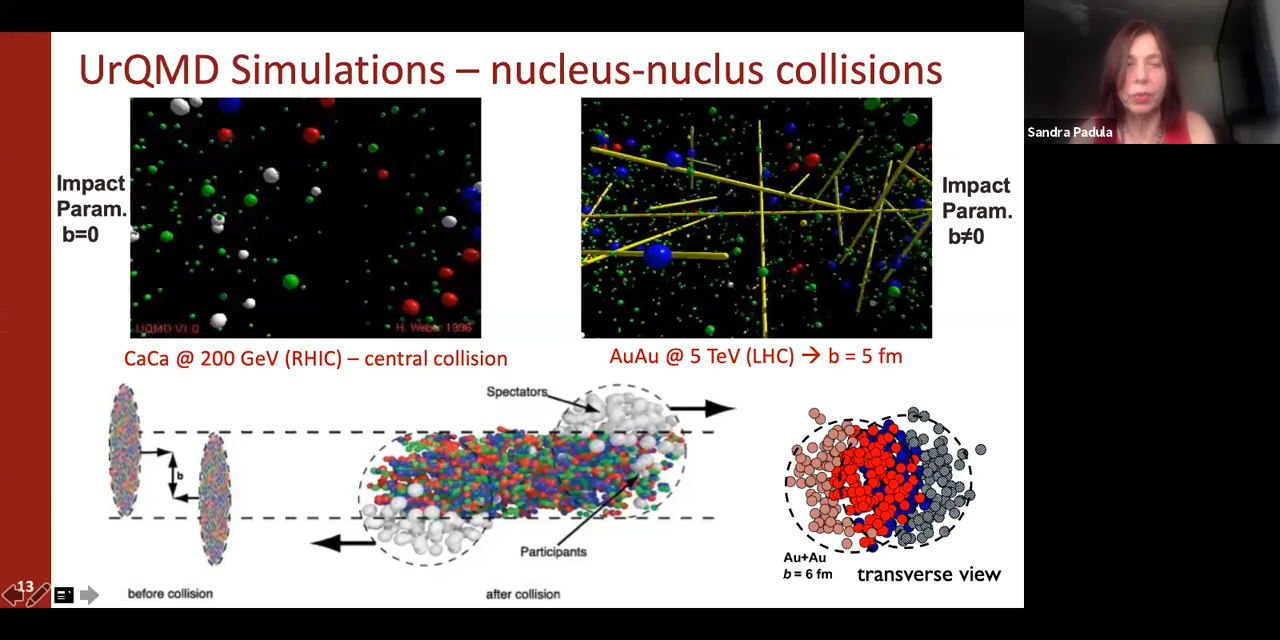 UrQMD Simulations – nucleus-nuclus collisions
Impact
Param.
b=0
UQMD V1.0
H. Weber 1996
Impact
Param.
b≠0
CaCa @ 200 GeV (RHIC) – central collision
AuAu @ 5 TeV (LHC) → b = 5 fm
Spectators
b
Participants
before collision
after collision
Au+Au
b = 6 fm
transverse view
13
Sandra Padula